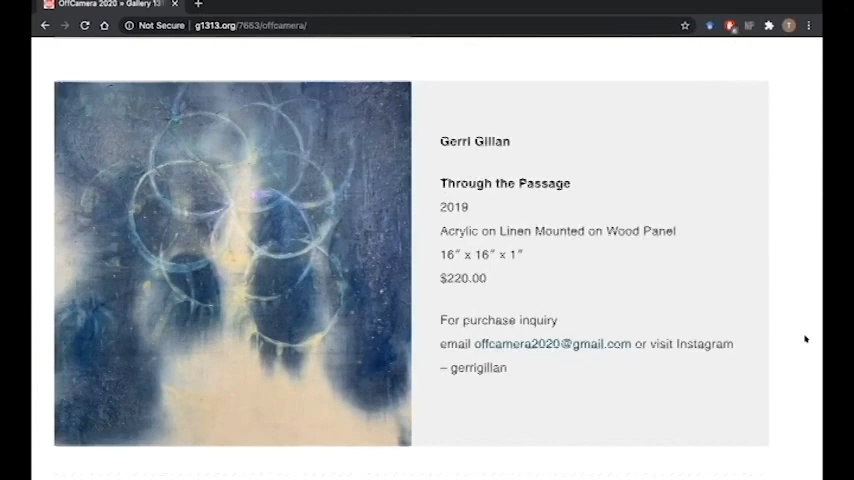 OffCamera 2020 » Gallery 131
Not Secure
g1313.org/7653/offcamera/
T
Gerri Gillan
Through the Passage
2019
Acrylic on Linen Mounted on Wood Panel
16″ x 16″ x 1″
$220.00
For purchase inquiry
email offcamera2020@gmail.com or visit Instagram
– gerrigillan